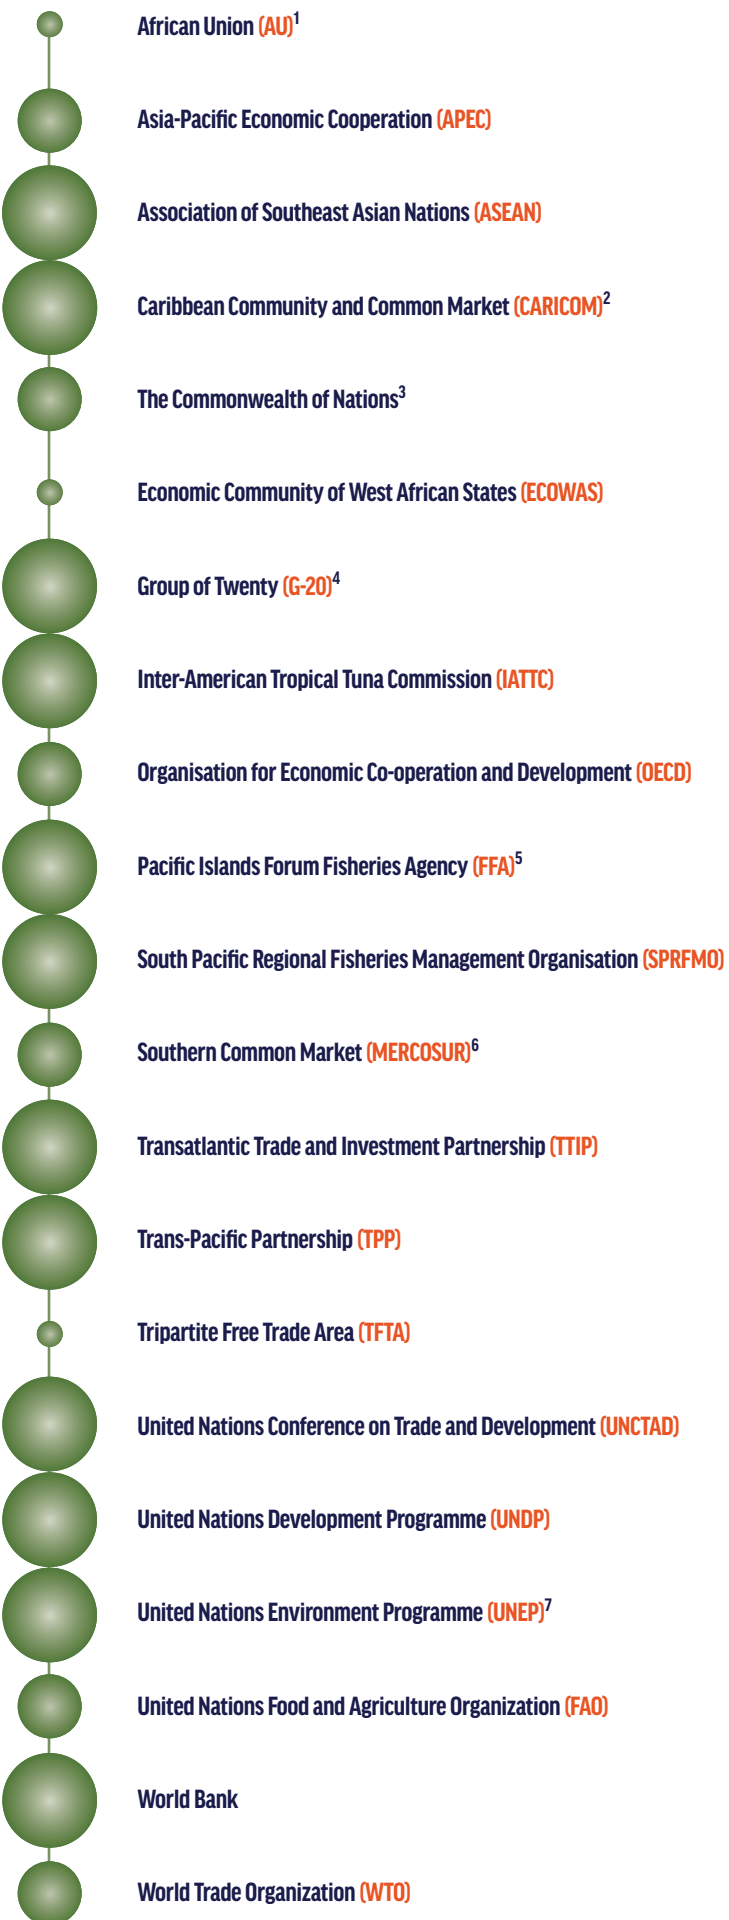 African Union (AU)1
Asia-Pacific Economic Cooperation (APEC)
Association of Southeast Asian Nations (ASEAN)
Caribbean Community and Common Market (CARICOM)2
The Commonwealth of Nations3
Economic Community of West African States (ECOWAS)
Group of Twenty (G-20)4
Inter-American Tropical Tuna Commission (IATTC)
Organisation for Economic Co-operation and Development (OECD)
Pacific Islands Forum Fisheries Agency (FFA)5
South Pacific Regional Fisheries Management Organisation (SPRFMO)
Southern Common Market (MERCOSUR)6
Transatlantic Trade and Investment Partnership (TTIP)
Trans-Pacific Partnership (TPP)
Tripartite Free Trade Area (TFTA)
United Nations Conference on Trade and Development (UNCTAD)
United Nations Development Programme (UNDP)
United Nations Environment Programme (UNEP)7
United Nations Food and Agriculture Organization (FAO)
World Bank
World Trade Organization (WTO)